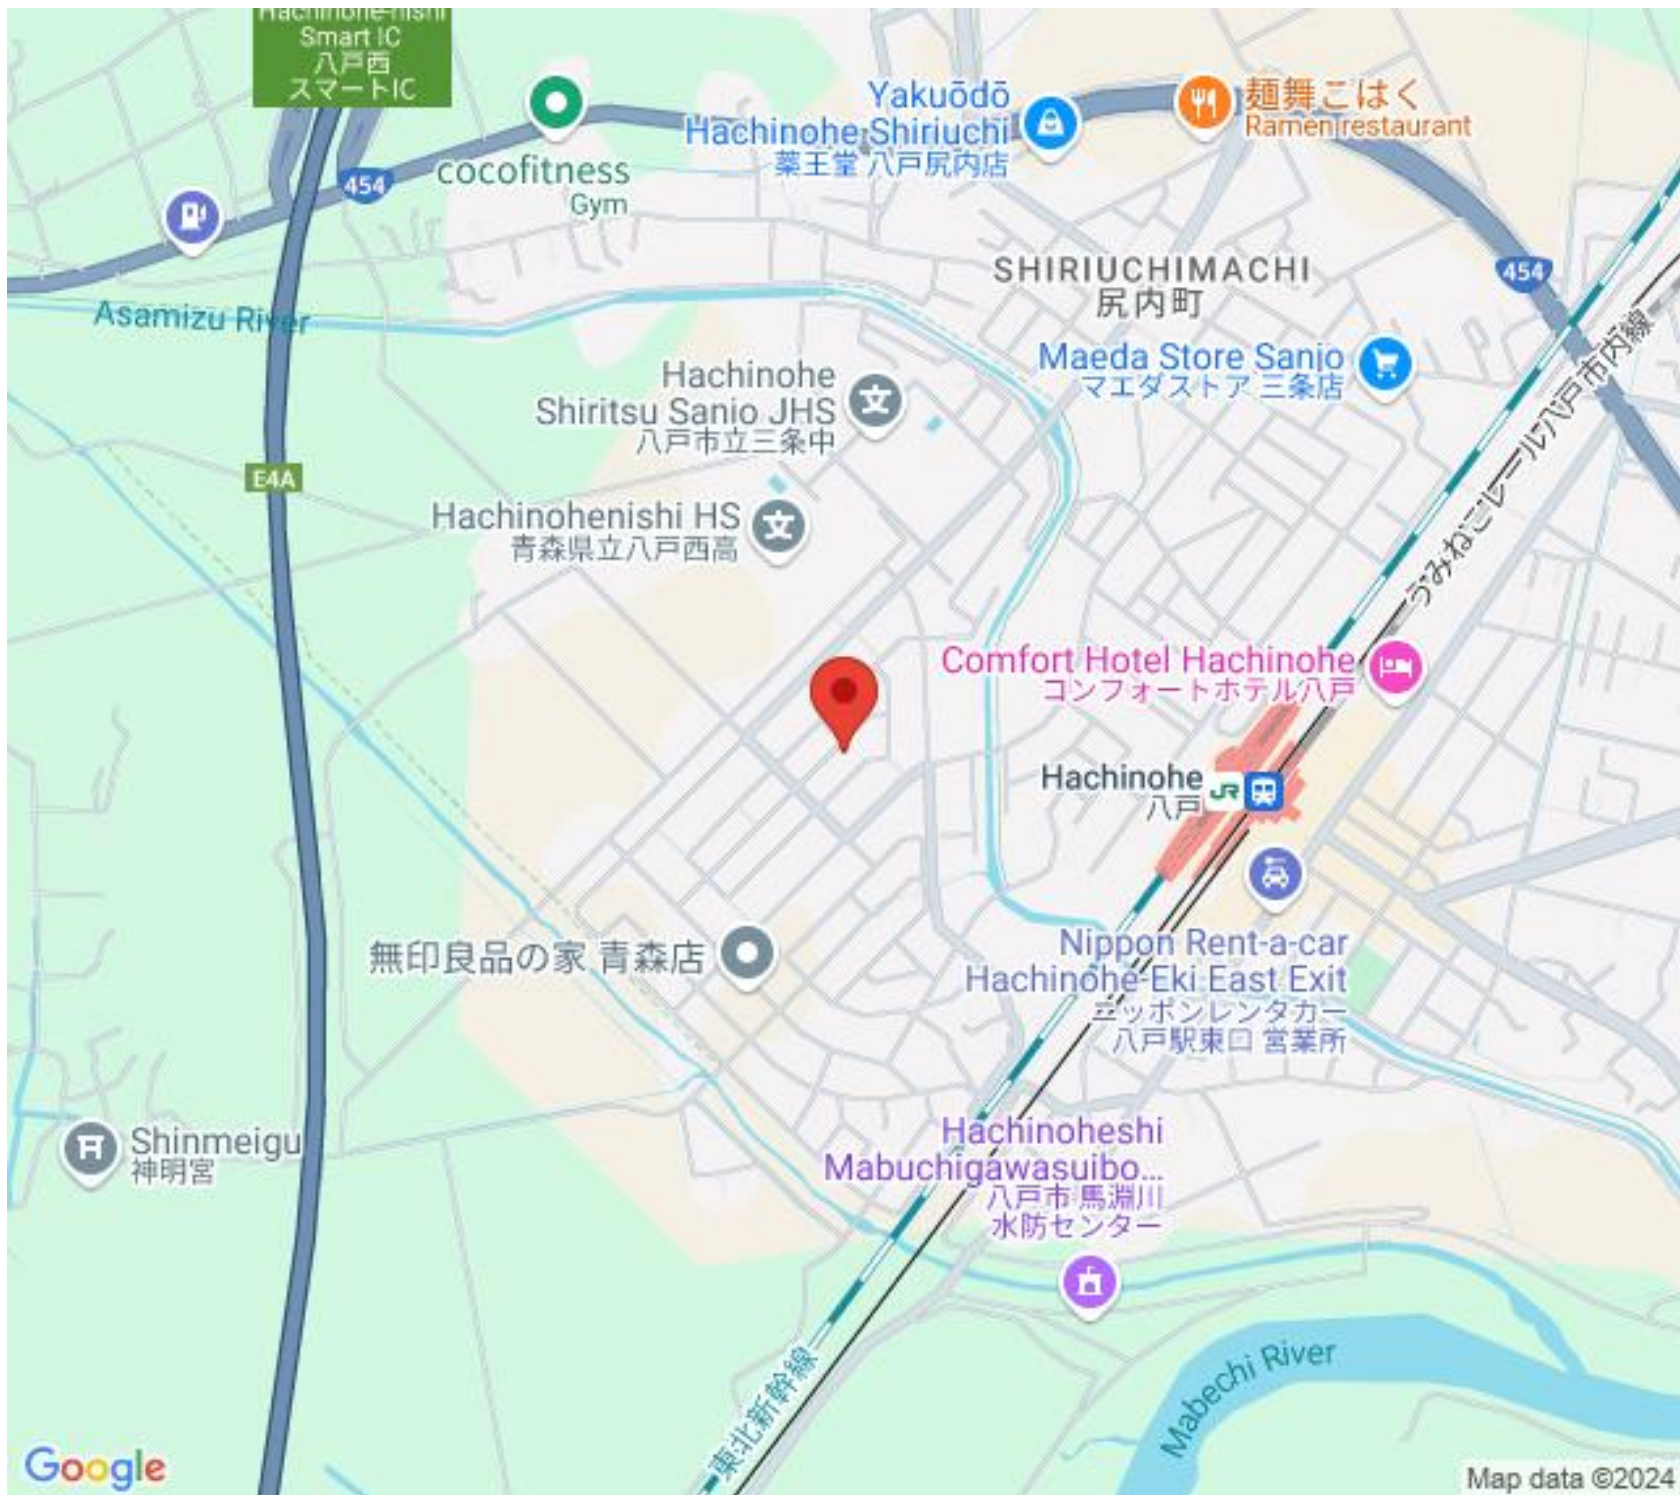 Hachinohe-nishi
Smart IC
八戸西
スマートIC
454
cocofitness
Gym
Yakuōdō
Hachinohe Shiriuchi
薬王堂 八戸尻内店
麺舞こはく
Ramen restaurant
SHIRIUCHIMACHI
尻内町
454
Asamizu River
Maeda Store Sanjo
マエダストア 三条店
うみねこレール八戸市内線
Hachinohe
Shiritsu Sanjo JHS
八戸市立三条中
E4A
Hachinohenishi HS
青森県立八戸西高
Comfort Hotel Hachinohe
コンフォートホテル八戸
Hachinohe
八戸
JR
無印良品の家 青森店
Nippon Rent-a-car
Hachinohe-Eki East Exit
ニッポンレンタカー
八戸駅東口 営業所
Shinmeigu
神明宮
Hachinoheshi
Mabuchigawasuibo...
八戸市 馬淵川
水防センター
東北新幹線
Mabechi River
Google
Map data ©2024